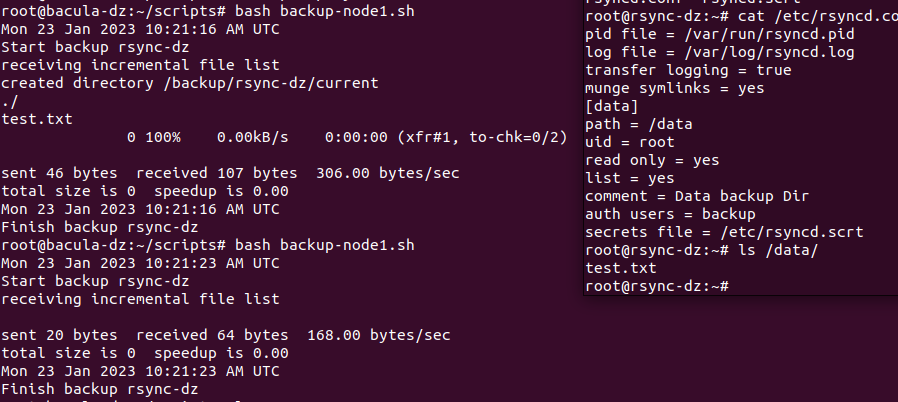 root@bacula-dz:~/scripts# bash backup-node1.sh
Mon 23 Jan 2023 10:21:16 AM UTC
Start backup rsync-dz
receiving incremental file list
created directory /backup/rsync-dz/current
./
test.txt
0 100% 0.00kB/s 0:00:00 (xfr#1, to-chk=0/2)
sent 46 bytes received 107 bytes 306.00 bytes/sec
total size is 0 speedup is 0.00
Mon 23 Jan 2023 10:21:16 AM UTC
Finish backup rsync-dz
root@bacula-dz:~/scripts# bash backup-node1.sh
Mon 23 Jan 2023 10:21:23 AM UTC
Start backup rsync-dz
receiving incremental file list
sent 20 bytes received 64 bytes 168.00 bytes/sec
total size is 0 speedup is 0.00
Mon 23 Jan 2023 10:21:23 AM UTC
Finish backup rsync-dz
root@rsync-dz:~# cat /etc/rsyncd.co
pid file = /var/run/rsyncd.pid
log file = /var/log/rsyncd.log
transfer logging = true
munge symlinks = yes
[data]
path = /data
uid = root
read only = yes
list = yes
comment = Data backup Dir
auth users = backup
secrets file = /etc/rsyncd.scrt
root@rsync-dz:~# ls /data/
test.txt
root@rsync-dz:~#